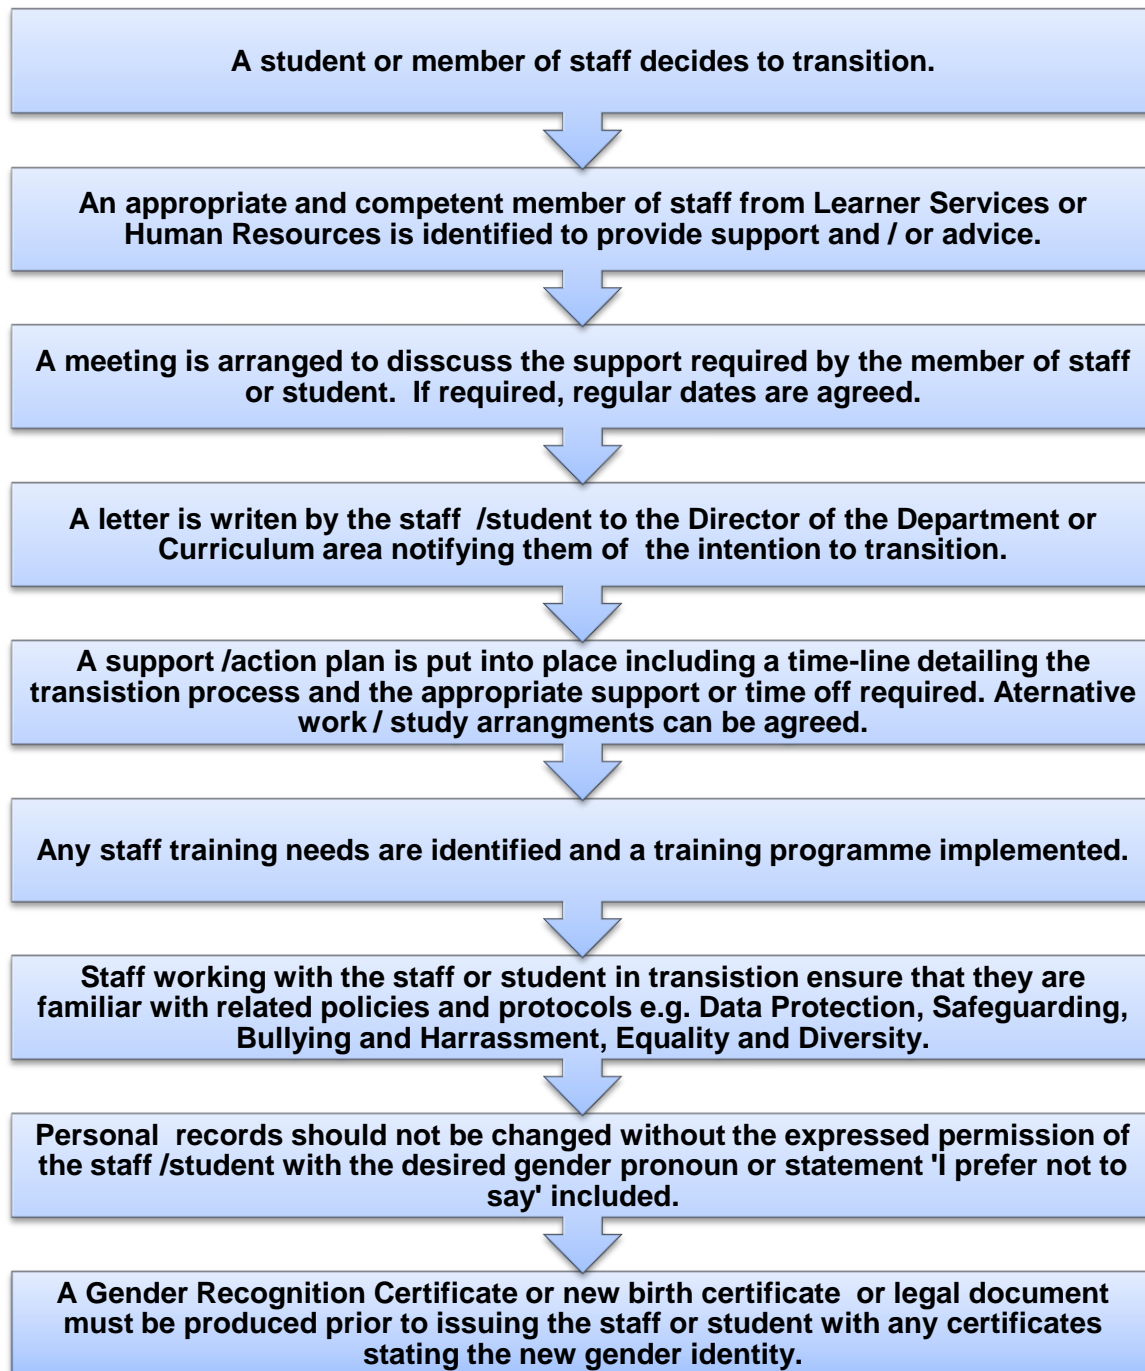 A student or member of staff decides to transition.
An appropriate and competent member of staff from Learner Services or
Human Resources is identified to provide support and / or advice.
A meeting is arranged to disscuss the support required by the member of staff
or student.  If required, regular dates are agreed.
A letter is writen by the staff  /student to the Director of the Department or
Curriculum area notifying them of  the intention to transition.
A support /action plan is put into place including a time-line detailing the
transistion process and the appropriate support or time off required. Aternative
work / study arrangments can be agreed.
Any staff training needs are identified and a training programme implemented.
Staff working with the staff or student in transistion ensure that they are
familiar with related policies and protocols e.g. Data Protection, Safeguarding,
Bullying and Harrassment, Equality and Diversity.
Personal  records should not be changed without the expressed permission of
the staff /student with the desired gender pronoun or statement 'I prefer not to
say' included.
A Gender Recognition Certificate or new birth certificate  or legal document
must be produced prior to issuing the staff or student with any certificates
stating the new gender identity.